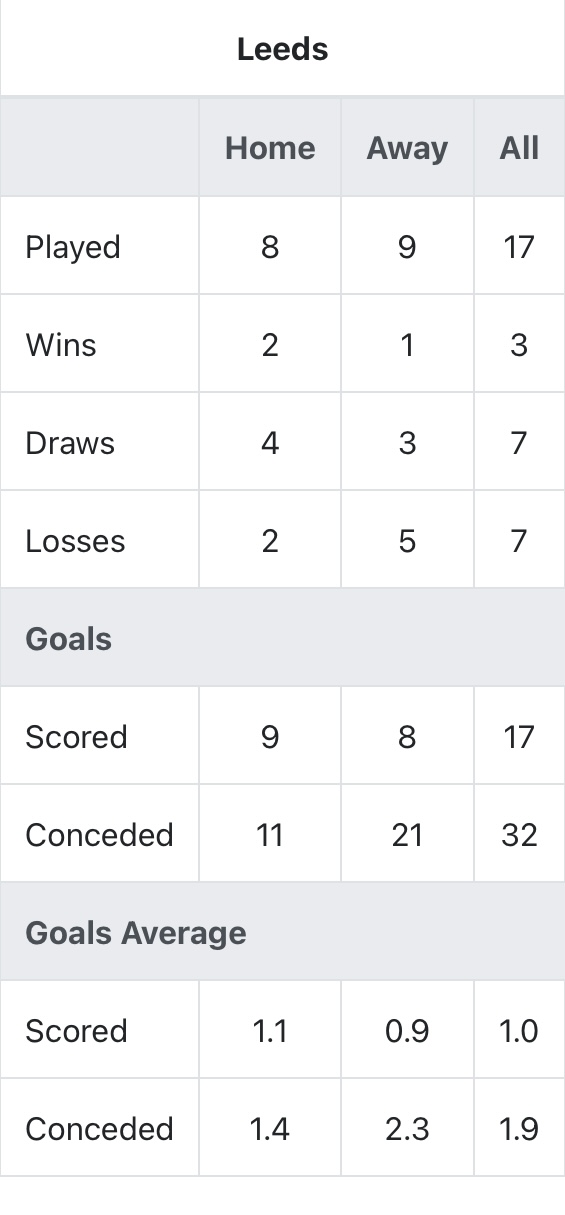 Leeds
Home Away All
Played 8 9 17
Wins 2 1 3
Draws 4 3 7
Losses 2 5 7
Goals
Scored 9 8 17
Conceded 11 21 32
Goals Average
Scored 1.1 0.9 1.0
Conceded 1.4 2.3 1.9